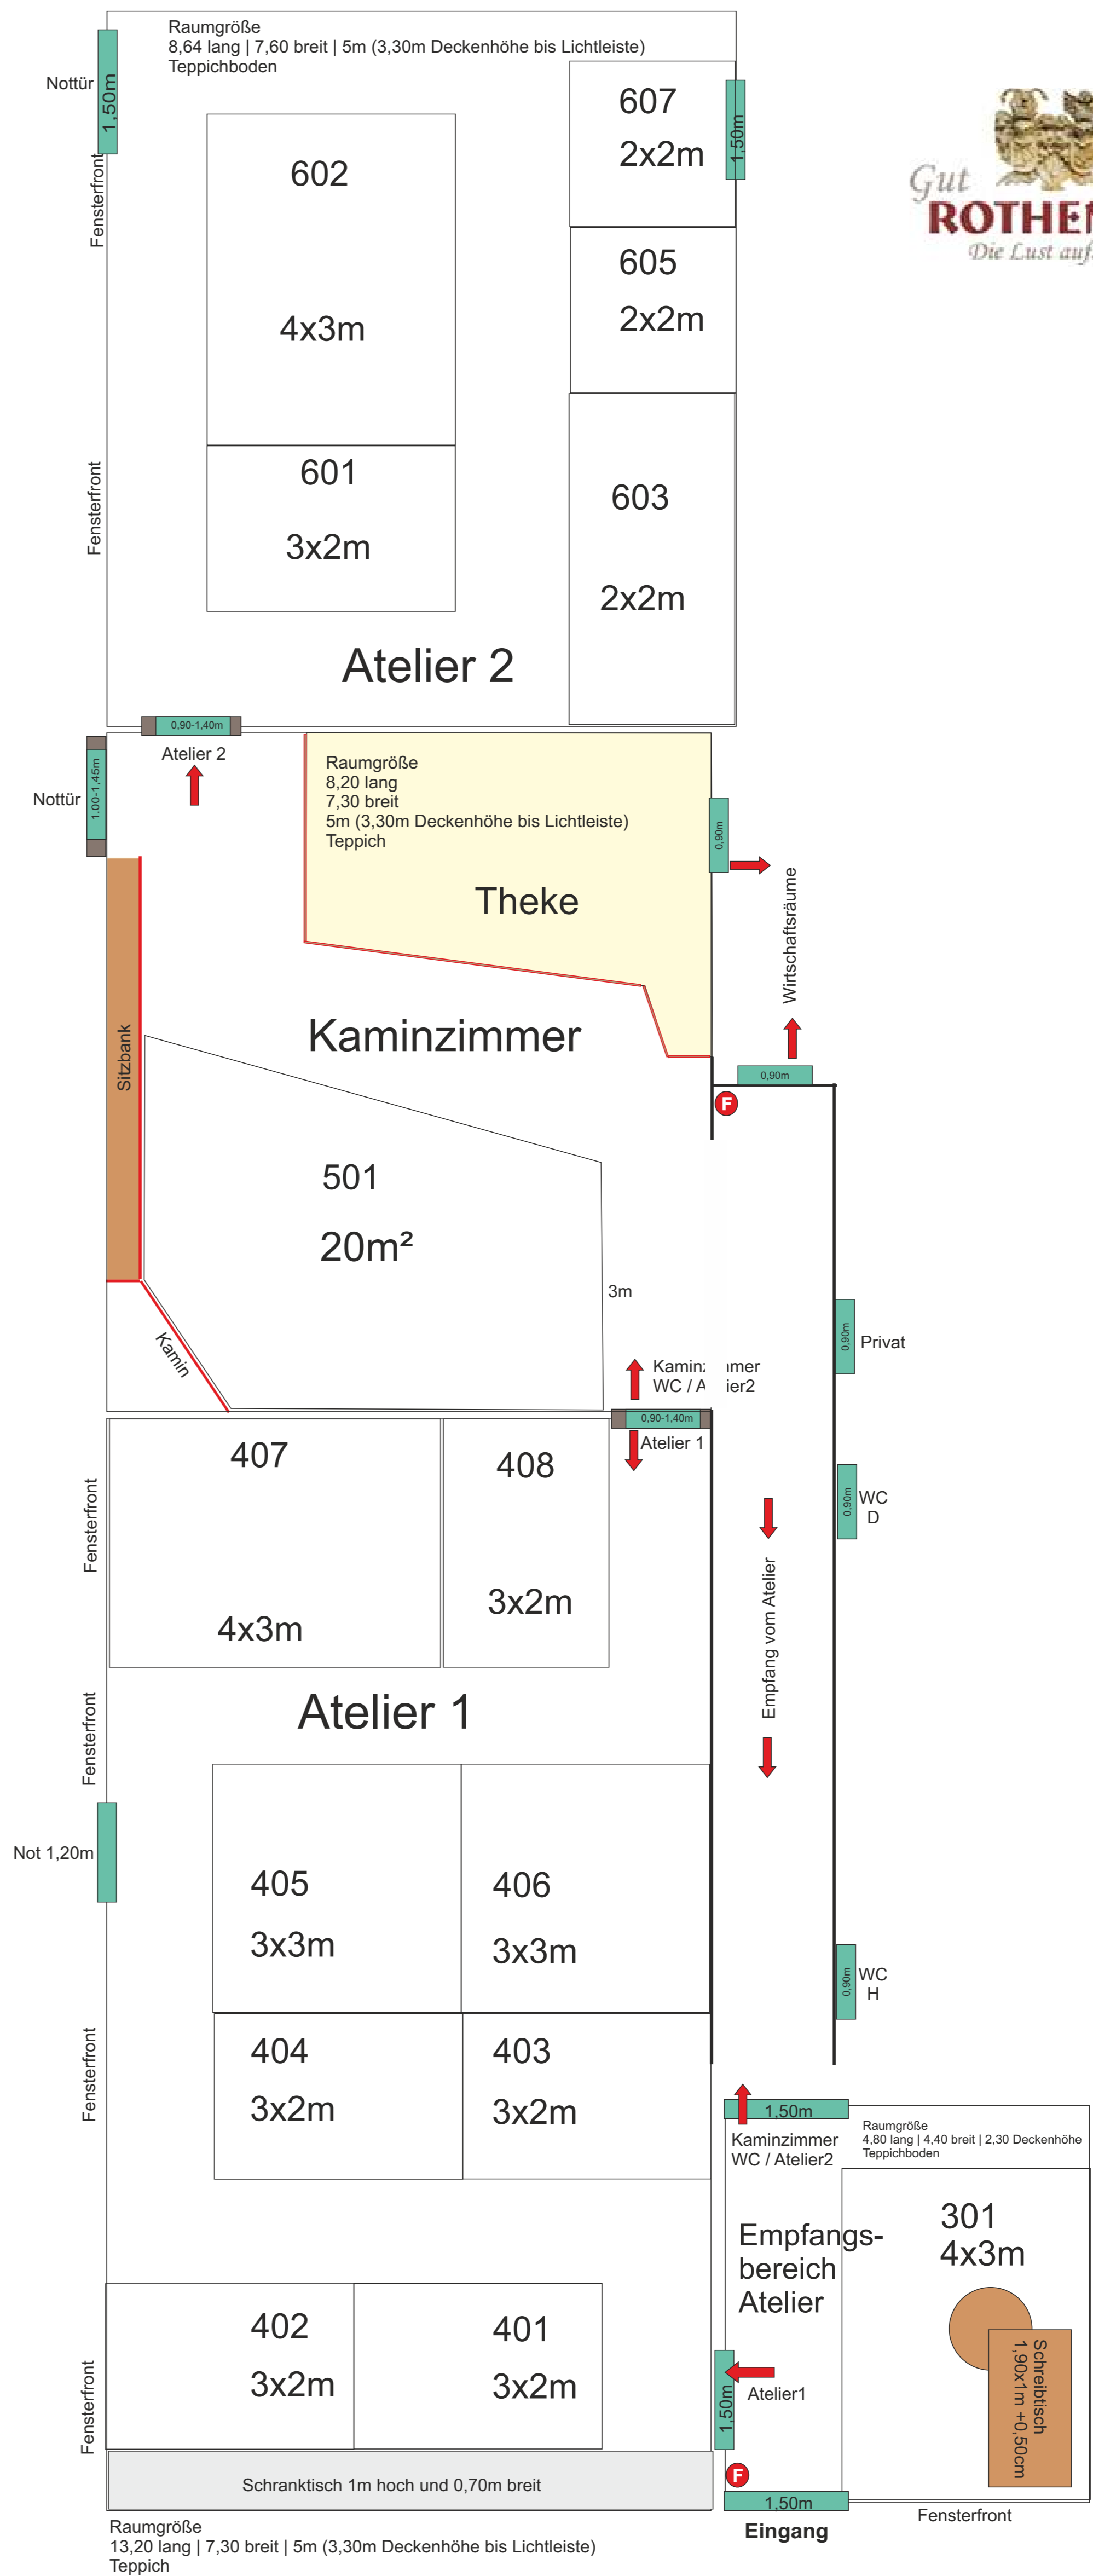 Raumgröße
8,64 lang | 7,60 breit | 5m (3,30m Deckenhöhe bis Lichtleiste)
Teppichboden
Nottür
1,50m
Fensterfront
602
4x3m
607
2x2m
1,50m
Gut
Die Lust auf
605
2x2m
601
3x2m
Fensterfront
603
2x2m
Atelier 2
0,90-1,40m
Atelier 2
Nottür
1.00-1,45m
Raumgröße
8,20 lang
7,30 breit
5m (3,30m Deckenhöhe bis Lichtleiste)
Teppich
Theke
0,90m
Wirtschaftsräume
Kaminzimmer
Sitzbank
0,90m
F
501
20m²
3m
Kamin
0,90m
Privat
Kaminzimmer
WC / Atelier2
0,90-1,40m
Atelier 1
407
4x3m
408
3x2m
Fensterfront
0,90m
WC
D
Empfang vom Atelier
Atelier 1
Fensterfront
Not 1,20m
405
3x3m
406
3x3m
0,90m
WC
H
404
3x2m
403
3x2m
Fensterfront
1,50m
Kaminzimmer
WC / Atelier2
Raumgröße
4,80 lang | 4,40 breit | 2,30 Deckenhöhe
Teppichboden
301
4x3m
Empfangs-
bereich
Atelier
402
3x2m
401
3x2m
Fensterfront
1,50m
Atelier1
Schreibtisch
1,90x1m +0,50cm
F
Schranktisch 1m hoch und 0,70m breit
1,50m
Eingang
Fensterfront
Raumgröße
13,20 lang | 7,30 breit | 5m (3,30m Deckenhöhe bis Lichtleiste)
Teppich